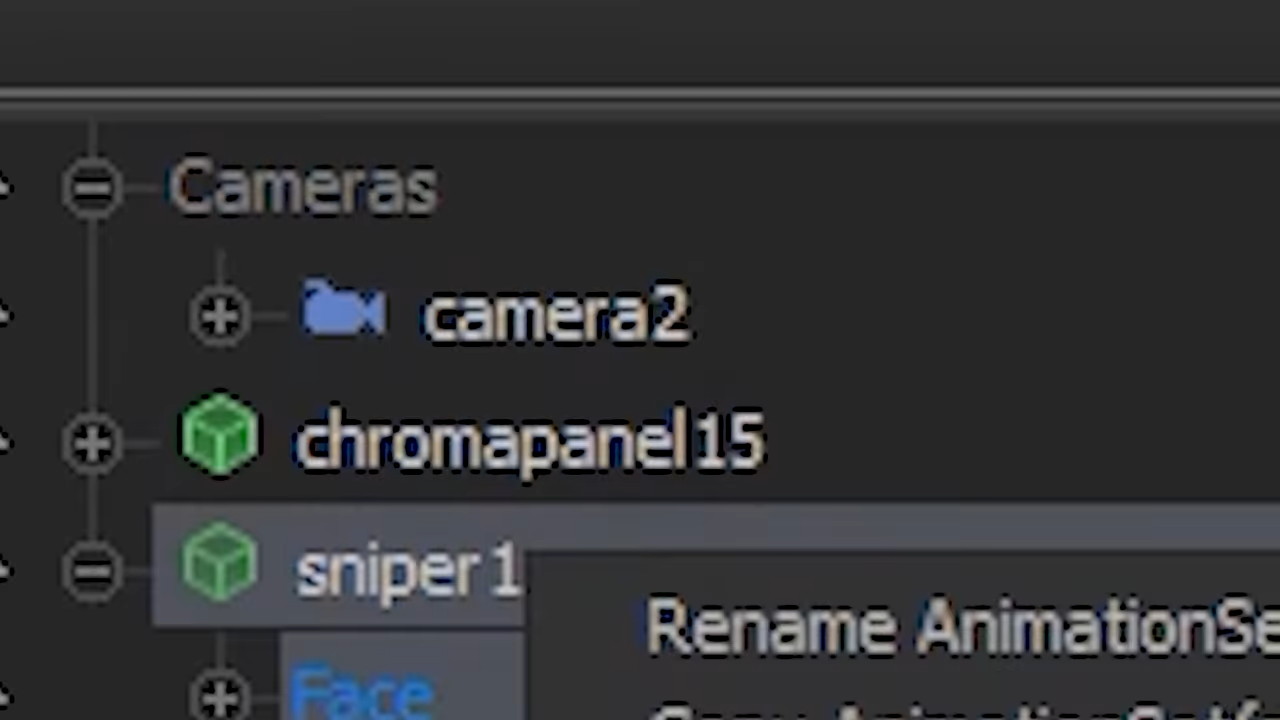 Cameras
camera2
chromapanel15
sniper1
Rename AnimationSe
Face